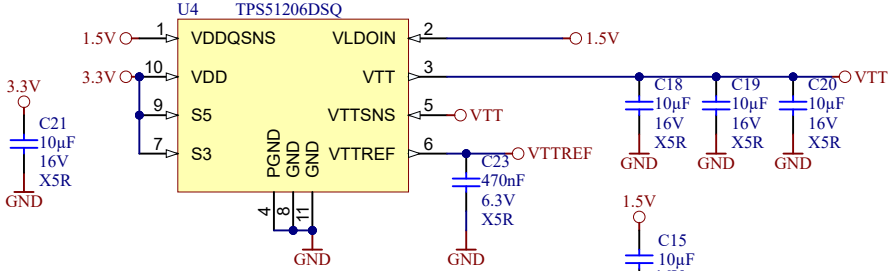 U4 TPS51206DSQ
1.5V 1 VDDQSNS VLDOIN 2 1.5V
3.3V 10 VDD VTT 3 VTT
3.3V
C18 C19 C20
10µF 10µF 10µF
16V 16V 16V
X5R X5R X5R
GND GND GND
9 S5 VTTSNS 5 VTT
C21
10µF
16V
X5R
GND
7 S3 VTTREF 6 VTTREF
PGND GND GND
4 8 11
GND
C23
470nF
6.3V
X5R
GND
1.5V
C15
10µF